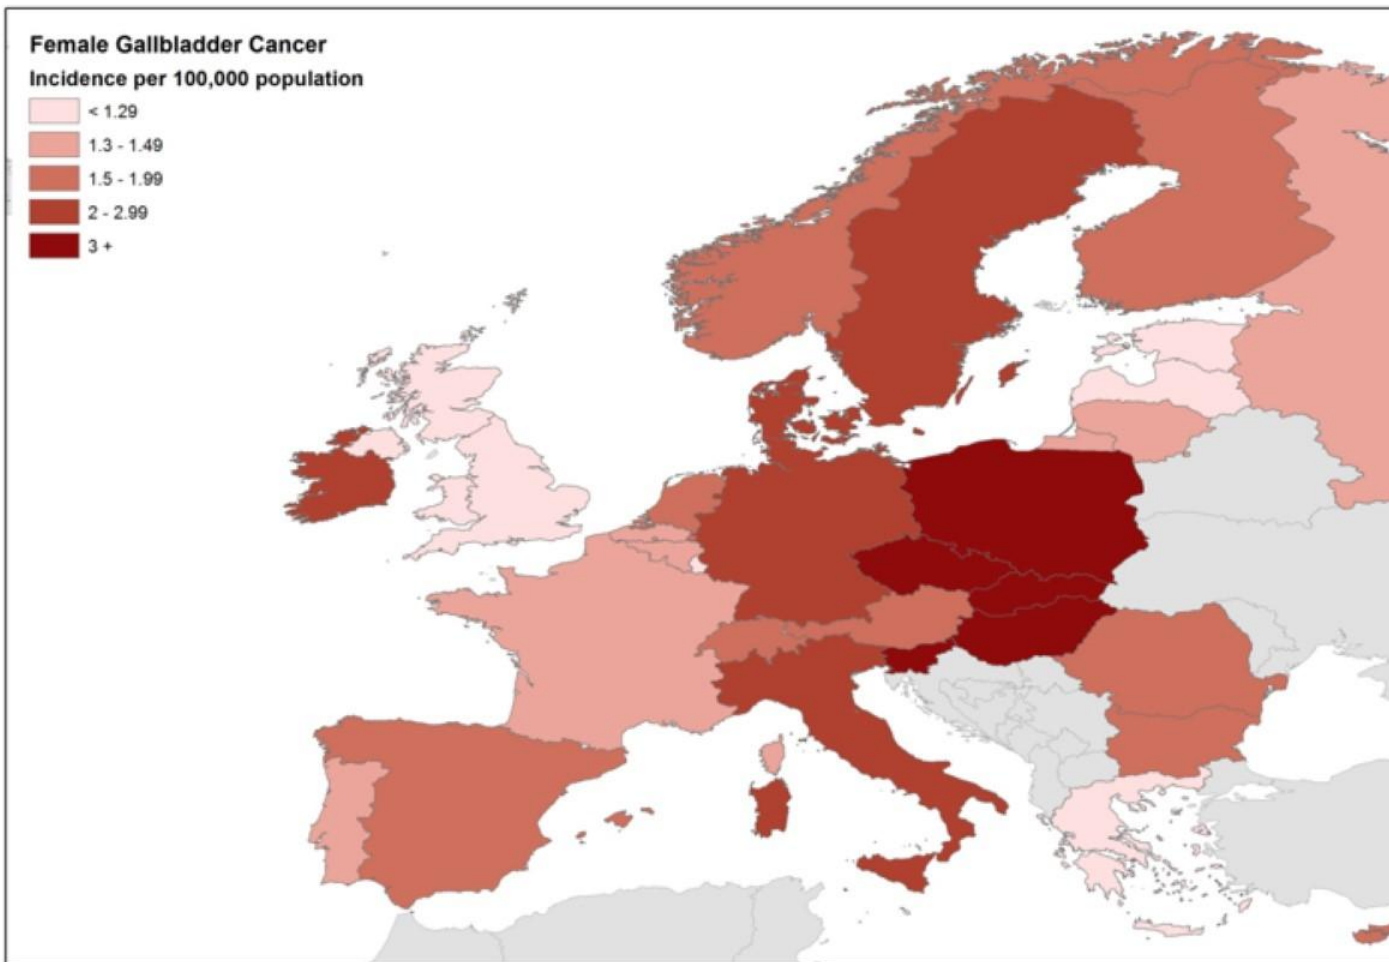 Female Gallbladder Cancer
Incidence per 100,000 population
< 1.29
1.3 - 1.49
1.5 - 1.99
2 - 2.99
3 +